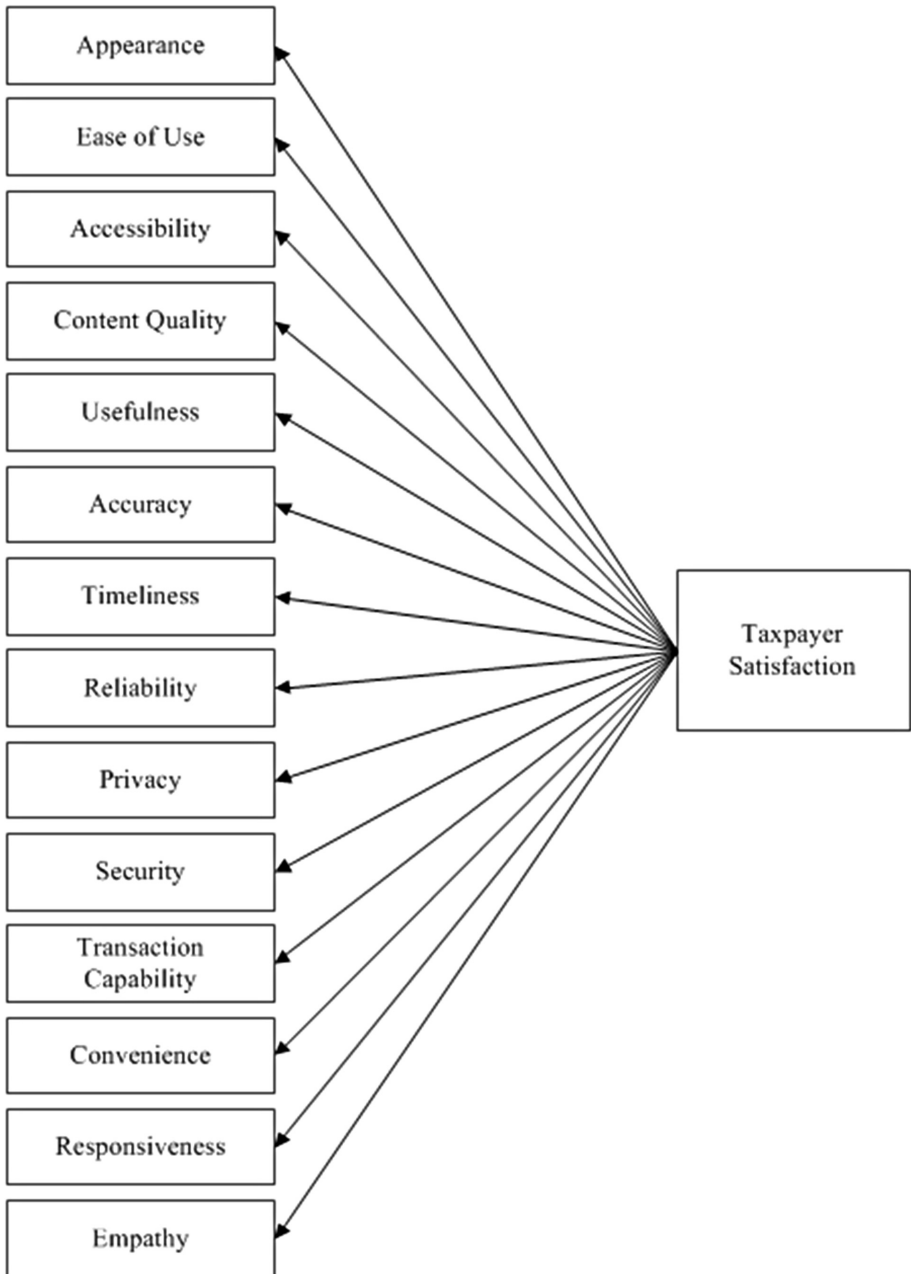 Appearance
Ease of Use
Accessibility
Content Quality
Usefulness
Accuracy
Timeliness
Reliability
Privacy
Security
Transaction
Capability
Convenience
Responsiveness
Empathy
Taxpayer
Satisfaction